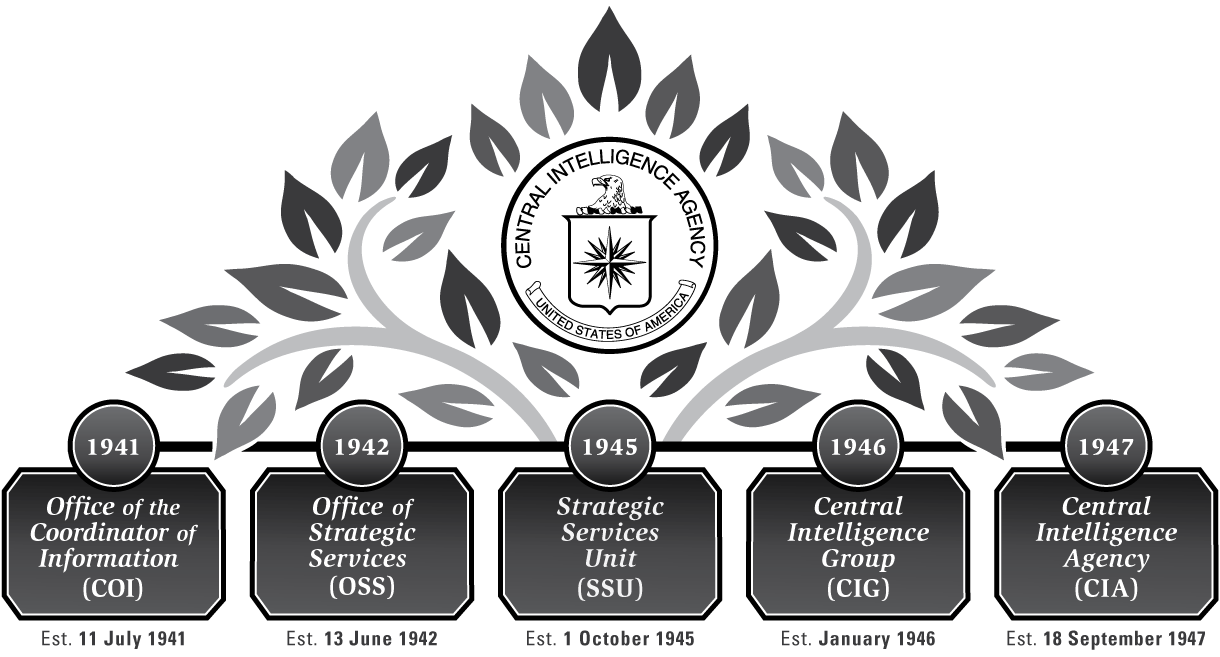 CENTRAL INTELLIGENCE AGENCY
UNITED STATES OF AMERICA
1941
Office of the
Coordinator of
Information
(COI)
Est. 11 July 1941
1942
Office of
Strategic
Services
(OSS)
Est. 13 June 1942
1945
Strategic
Services
Unit
(SSU)
Est. 1 October 1945
1946
Central
Intelligence
Group
(CIG)
Est. January 1946
1947
Central
Intelligence
Agency
(CIA)
Est. 18 September 1947